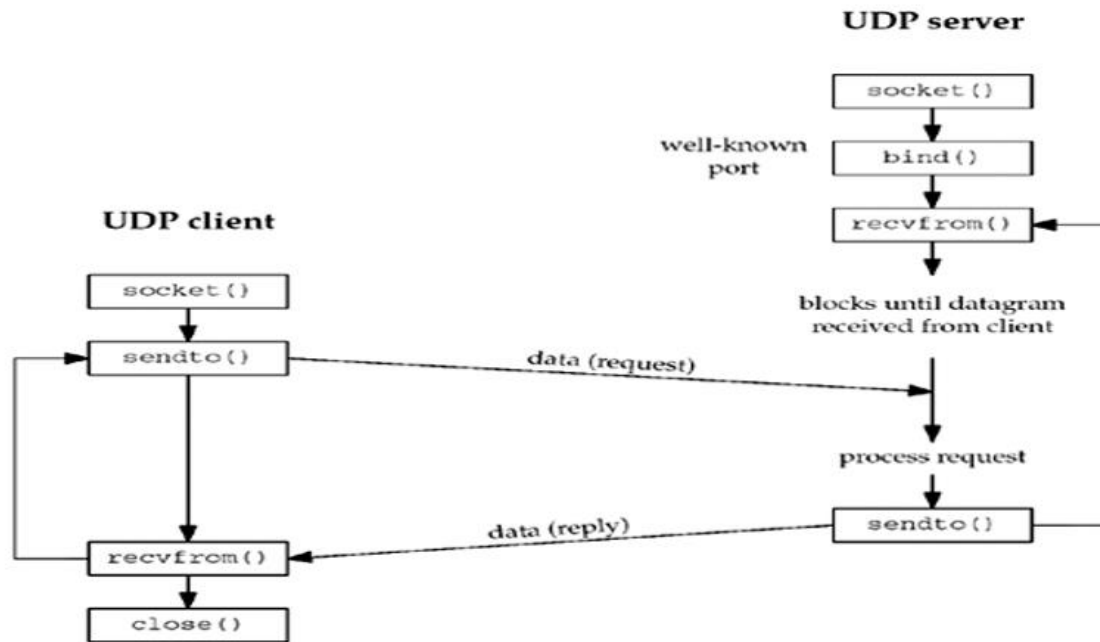 UDP server
socket()
well-known
port
bind()
UDP client
recvfrom()
socket()
blocks until datagram
received from client
sendto()
data (request)
process request
data (reply)
sendto()
recvfrom()
close()